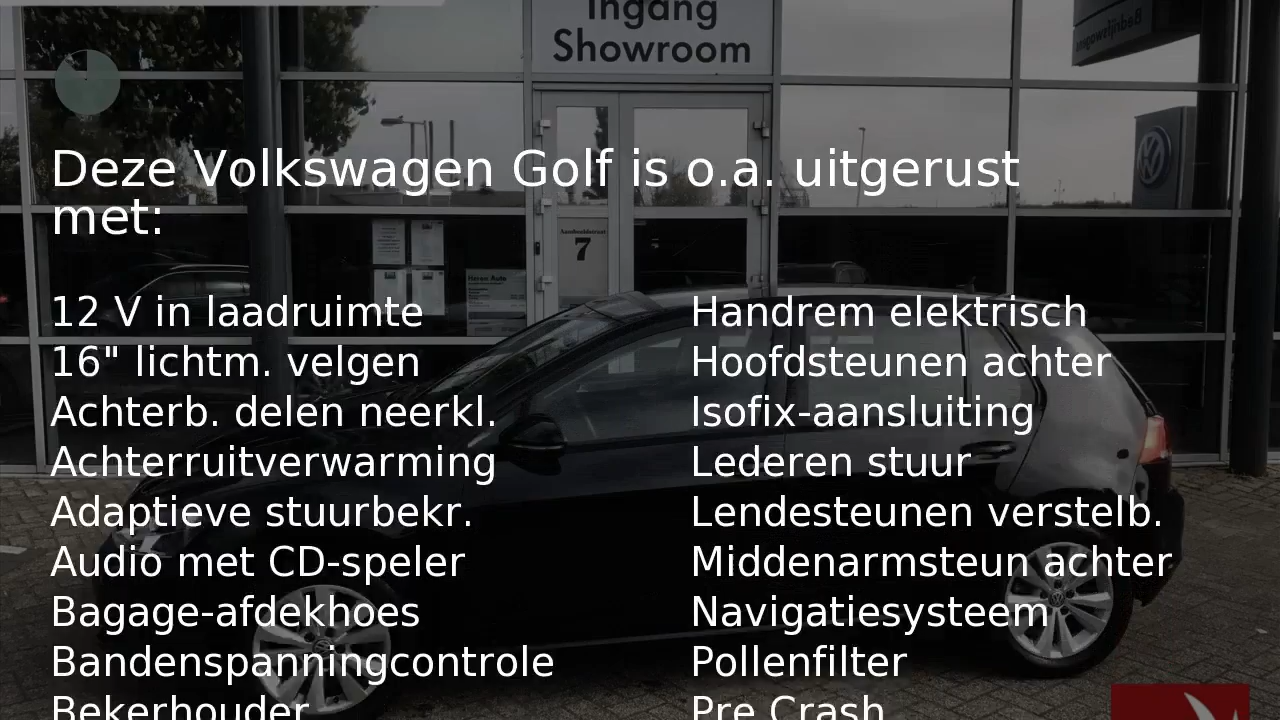 Ingang
Showroom
Bedrijfswagens
Aambeeldstraat
7
Deze Volkswagen Golf is o.a. uitgerust
met:
12 V in laadruimte
16" lichtm. velgen
Achterb. delen neerkl.
Achterruitverwarming
Adaptieve stuurbekr.
Audio met CD-speler
Bagage-afdekhoes
Bandenspanningcontrole
Bekerhouder
Handrem elektrisch
Hoofdsteunen achter
Isofix-aansluiting
Lederen stuur
Lendesteunen verstelb.
Middenarmsteun achter
Navigatiesysteem
Pollenfilter
Pre Crash